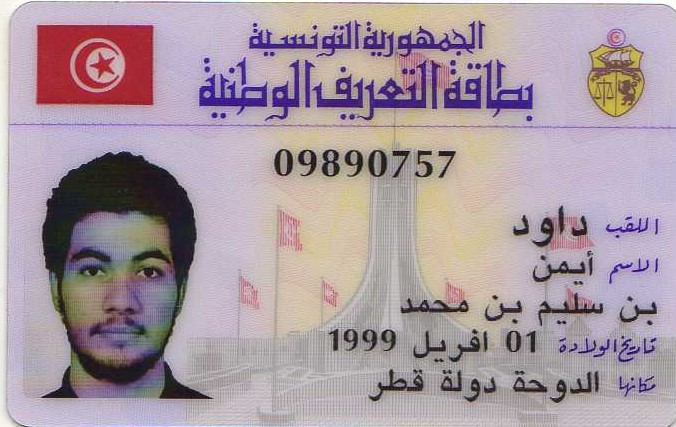 الجمهورية التونسية
بطاقة التعريف الوطنية
09890757
اللقب داود
الاسم أيمن
بن سليم بن محمد
تاريخ الولادة 01 افريل 1999
مكانها الدوحة دولة قطر